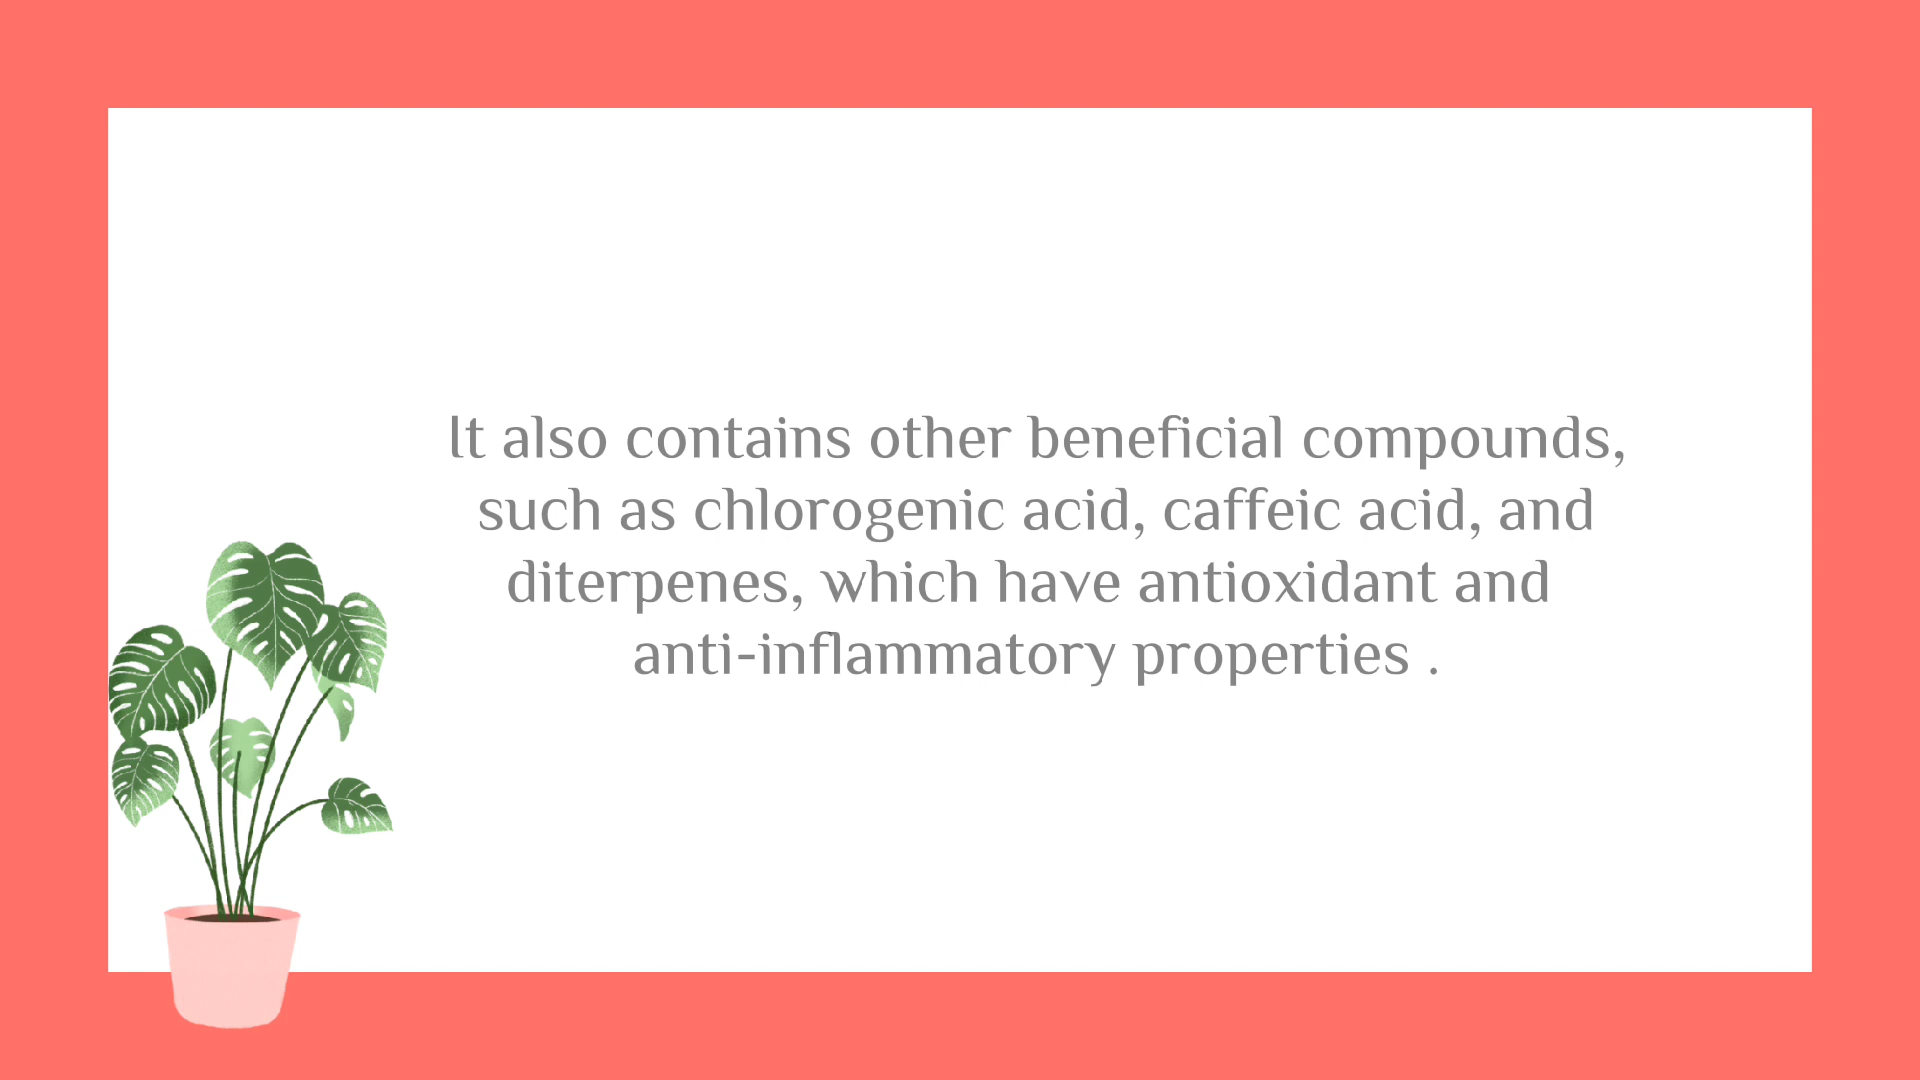 It also contains other beneficial compounds,
such as chlorogenic acid, caffeic acid, and
diterpenes, which have antioxidant and
anti-inflammatory properties .